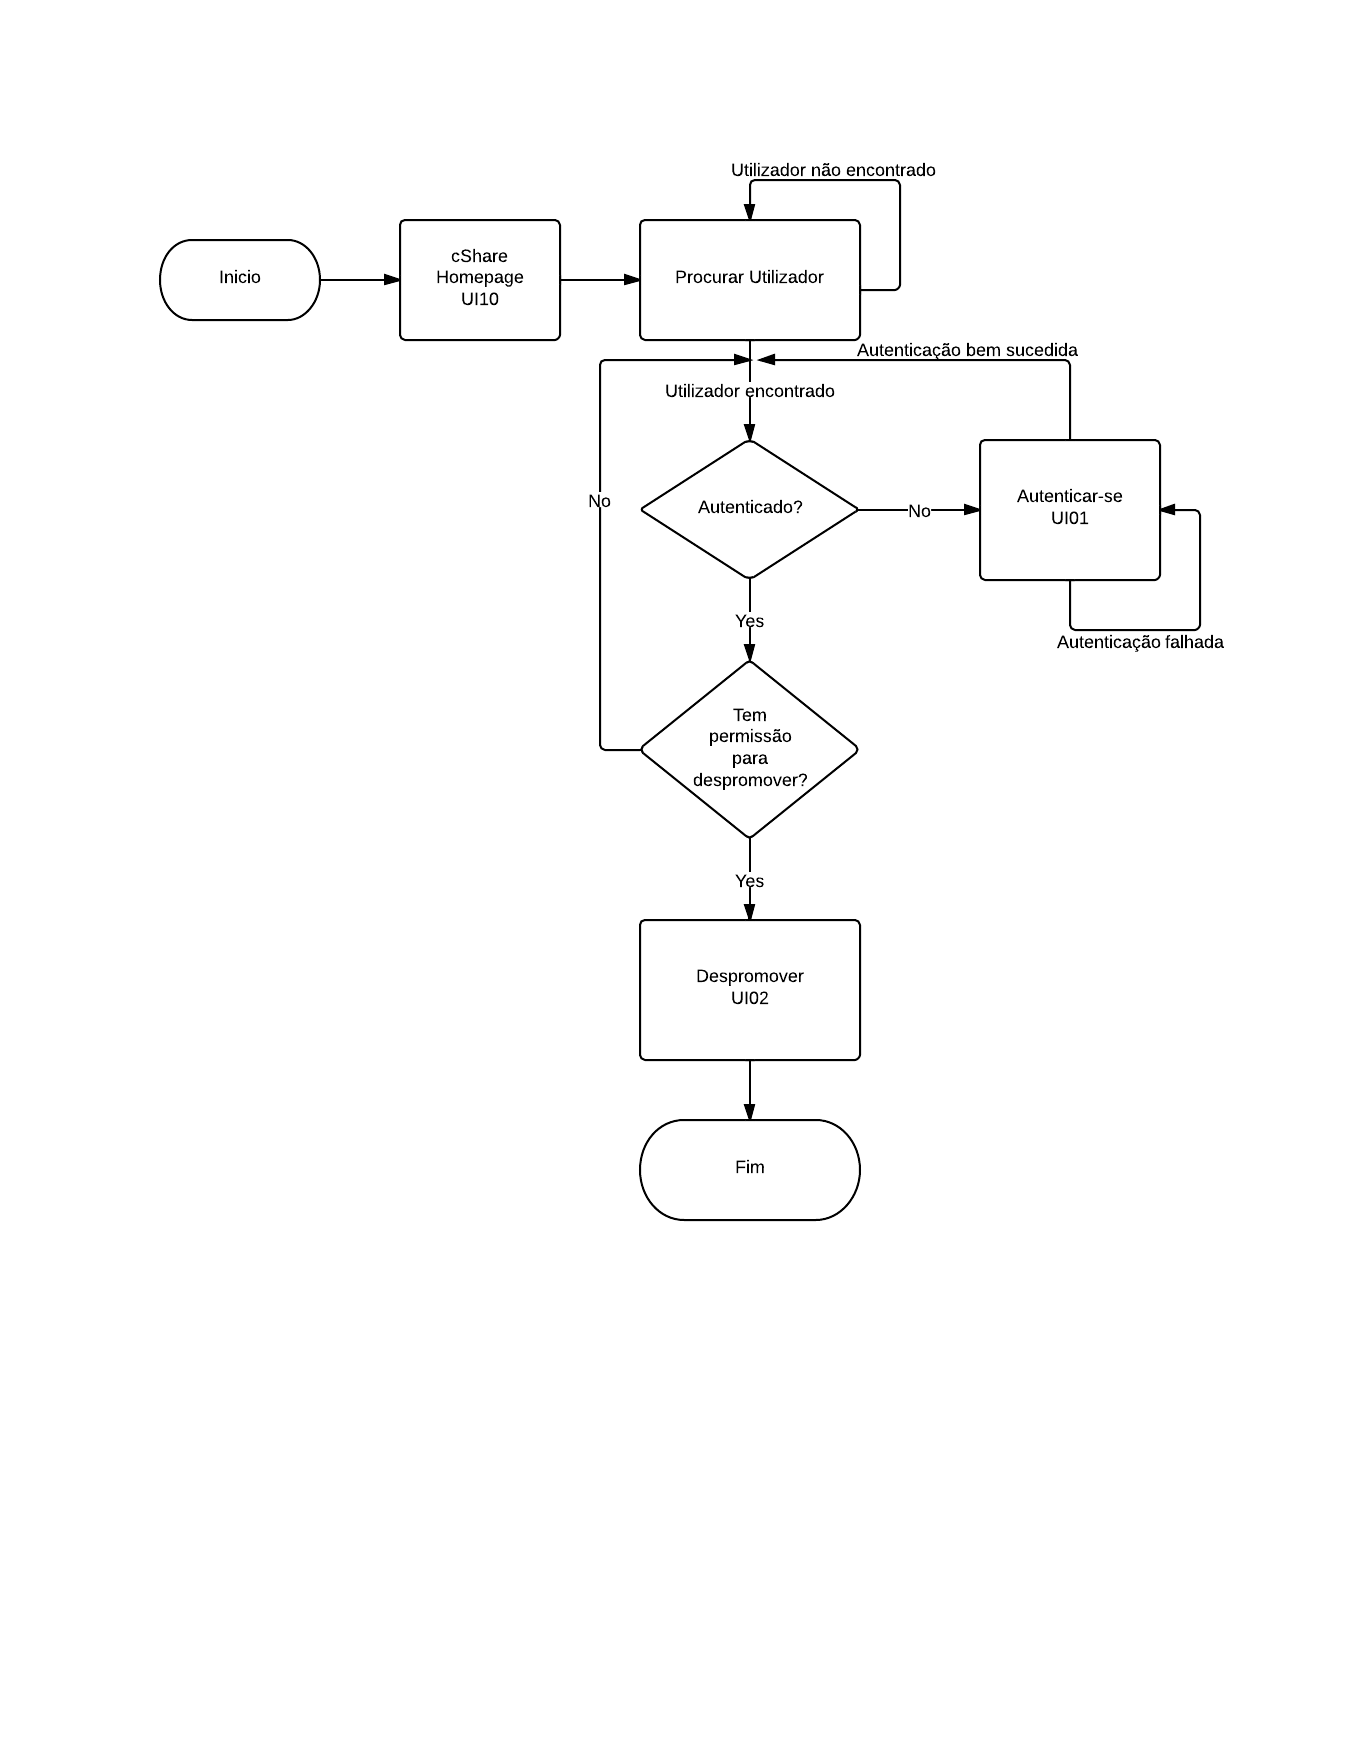 Utilizador não encontrado
Inicio
cShare
Homepage
UI10
Procurar Utilizador
Autenticação bem sucedida
Utilizador encontrado
No
Autenticado?
No
Autenticar-se
UI01
Yes
Autenticação falhada
Tem
permissão
para
despromover?
Yes
Despromover
UI02
Fim